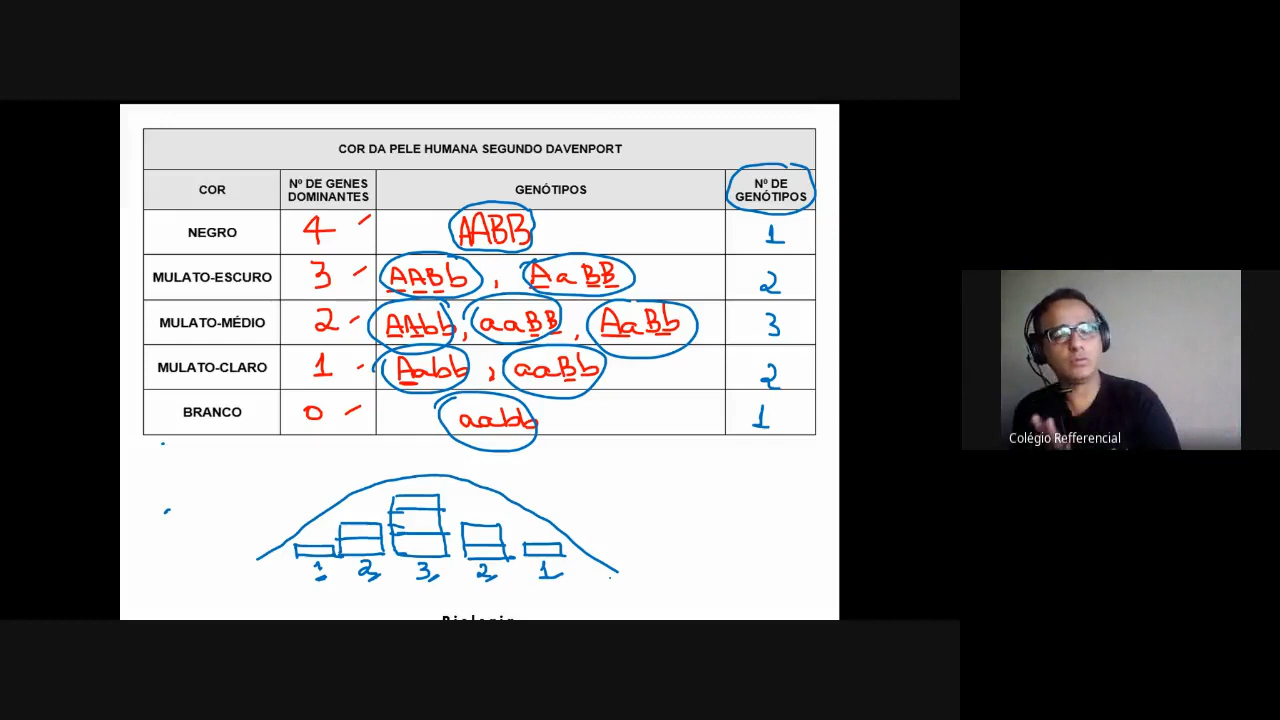 COR DA PELE HUMANA SEGUNDO DAVENPORT
COR Nº DE GENES DOMINANTES GENÓTIPOS Nº DE GENÓTIPOS
NEGRO 4 AABB 1
MULATO-ESCURO 3 AABb , AaBB 2
MULATO-MÉDIO 2 AAbb , aaBB , AaBb 3
MULATO-CLARO 1 Aabb , aaBb 2
BRANCO 0 aabb 1
1 2 3 2 1
Colégio Refferencial